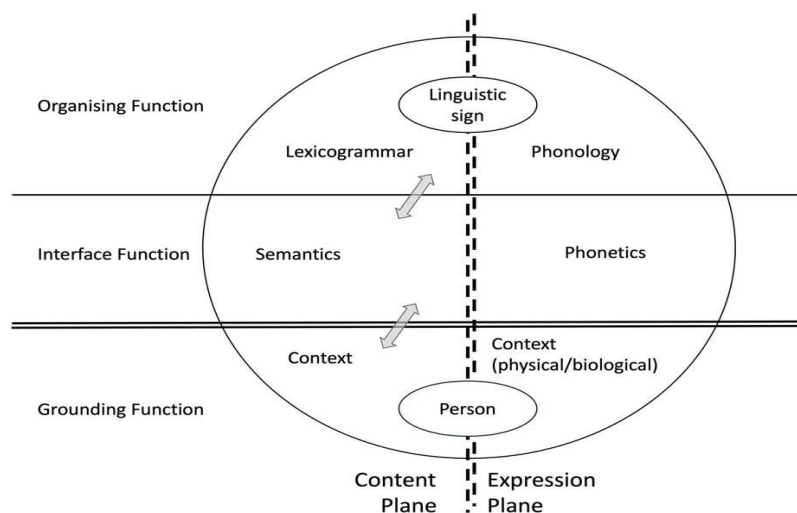 Organising Function
Linguistic
sign
Lexicogrammar
Phonology
Interface Function
Semantics
Phonetics
Context
Context
(physical/biological)
Grounding Function
Person
Content
Plane
Expression
Plane